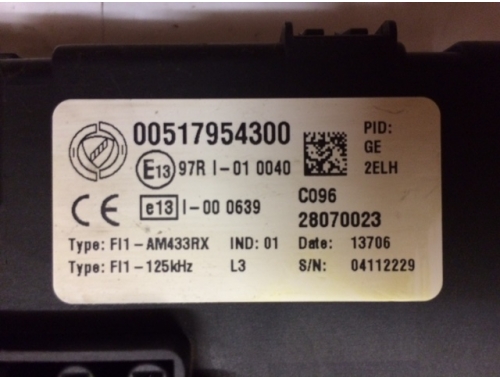 00517954300
PID:
GE
2ELH
E13 97R I-01 0040
CE e13 I-00 0639
C096
28070023
Type: FI1-AM433RX IND: 01 Date: 13706
Type: FI1-125kHz L3 S/N: 04112229